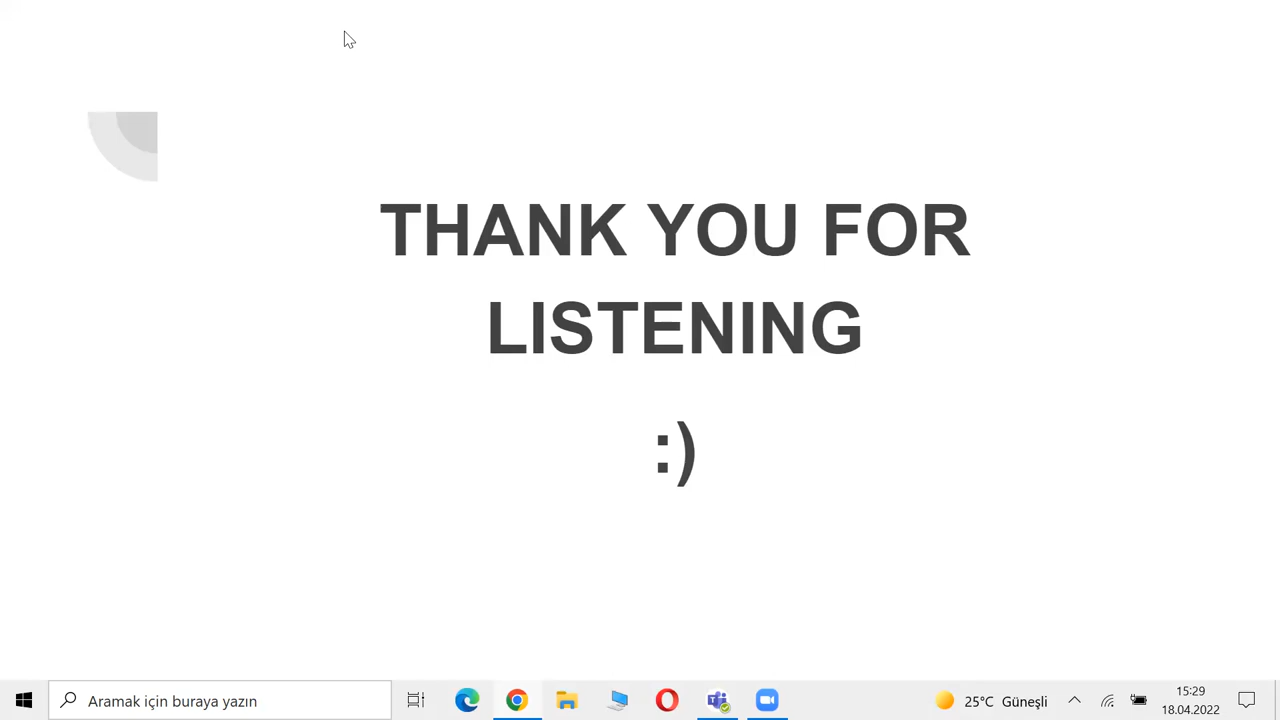 THANK YOU FOR
LISTENING
:)
Aramak için buraya yazın
25°C Güneşli
15:29
18.04.2022